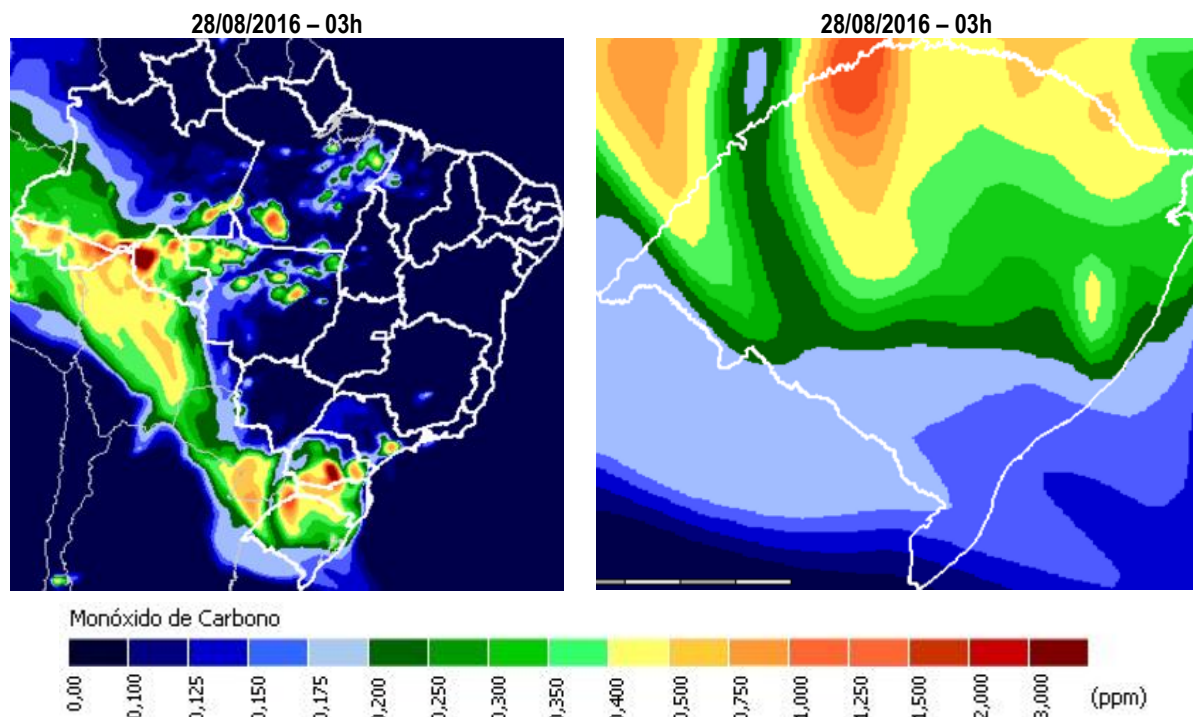 28/08/2016 – 03h
28/08/2016 – 03h
Monóxido de Carbono
0,00 0,100 0,125 0,150 0,175 0,200 0,250 0,300 0,350 0,400 0,500 0,750 1,000 1,250 1,500 2,000 3,000 (ppm)